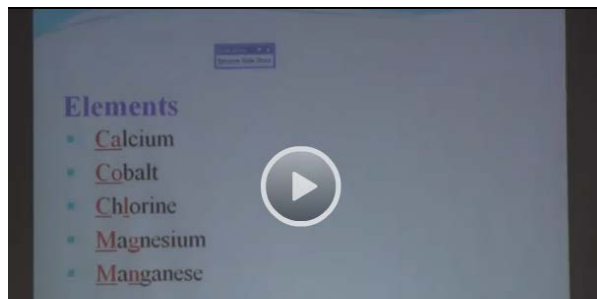 Elements
Calcium
Cobalt
Chlorine
Magnesium
Manganese